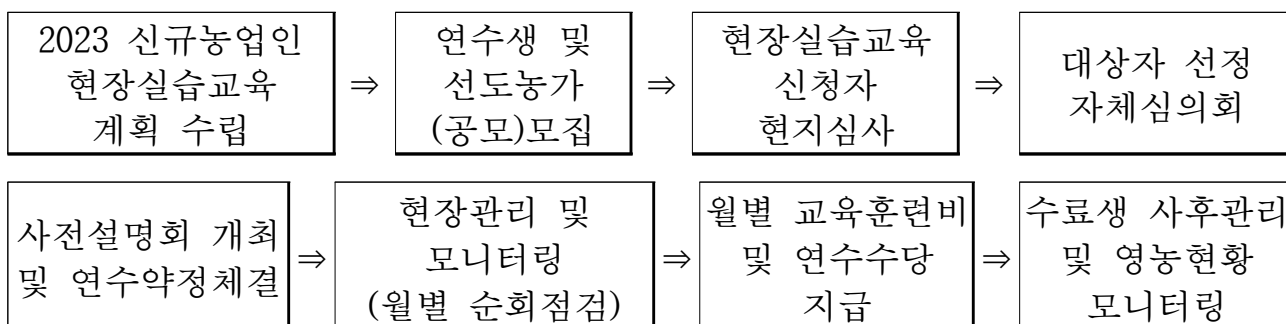 2023 신규농업인
현장실습교육
계획 수립
⇒
연수생 및
선도농가
(공모)모집
⇒
현장실습교육
신청자
현지심사
⇒
대상자 선정
자체심의회
사전설명회 개최
및 연수약정체결
⇒
현장관리 및
모니터링
(월별 순회점검)
⇒
월별 교육훈련비
및 연수수당
지급
⇒
수료생 사후관리
및 영농현황
모니터링